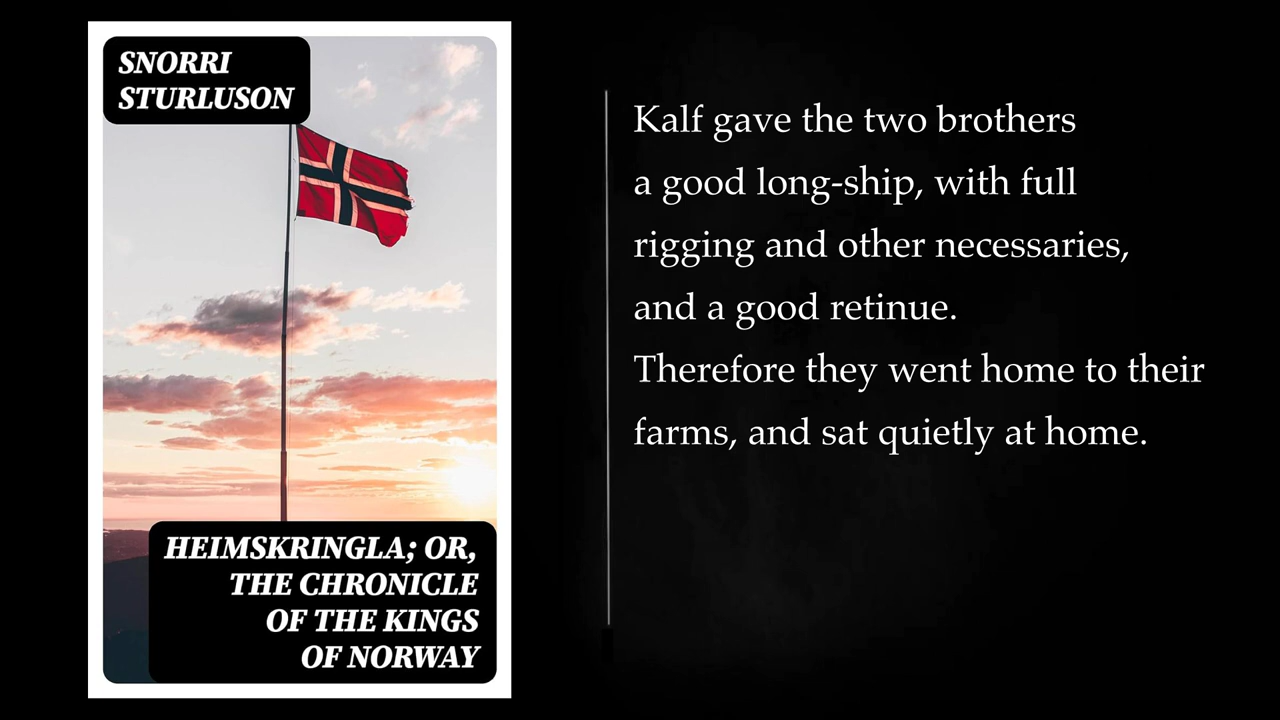 SNORRI
STURLUSON
HEIMSKRINGLA; OR,
THE CHRONICLE
OF THE KINGS
OF NORWAY
Kalf gave the two brothers
a good long-ship, with full
rigging and other necessaries,
and a good retinue.
Therefore they went home to their
farms, and sat quietly at home.